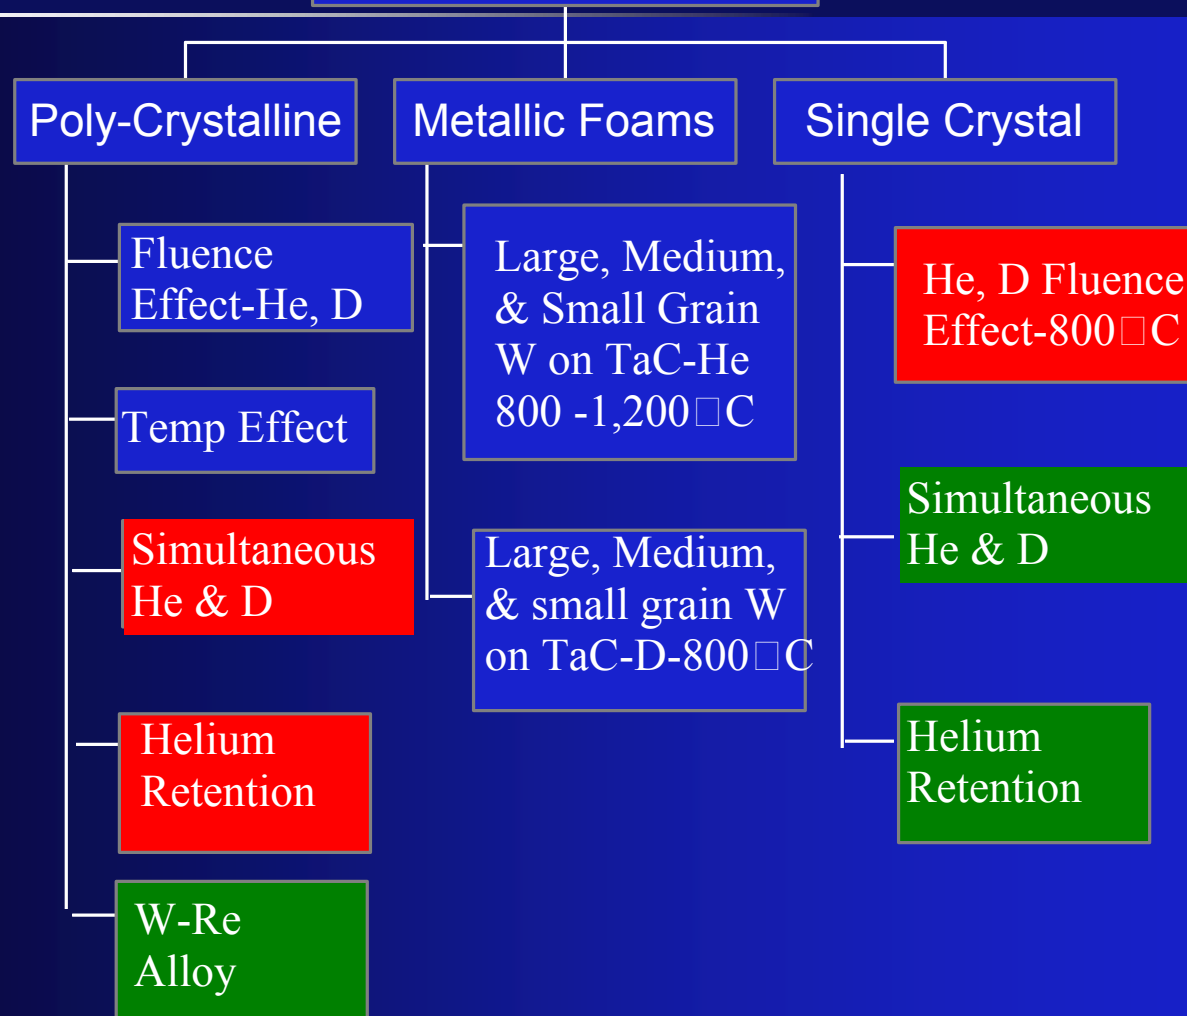 Poly-Crystalline
Metallic Foams
Single Crystal
Fluence
Effect-He, D
Temp Effect
Simultaneous
He & D
Helium
Retention
W-Re
Alloy
Large, Medium,
& Small Grain
W on TaC-He
800 -1,200□C
Large, Medium,
& small grain W
on TaC-D-800□C
He, D Fluence
Effect-800□C
Simultaneous
He & D
Helium
Retention